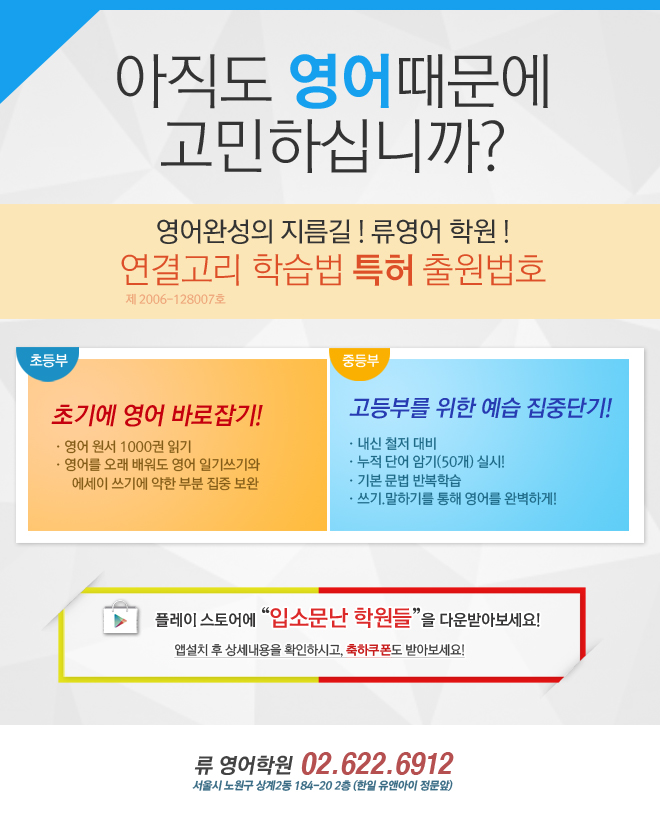 아직도 영어때문에
고민하십니까?
영어완성의 지름길 ! 류영어 학원 !
연결고리 학습법 특허 출원법호
제 2006-128007호
초등부
초기에 영어 바로잡기!
· 영어 원서 1000권 읽기
· 영어를 오래 배워도 영어 일기쓰기와
에세이 쓰기에 약한 부분 집중 보완
중등부
고등부를 위한 예습 집중단기!
· 내신 철저 대비
· 누적 단어 암기(50개) 실시!
· 기본 문법 반복학습
· 쓰기.말하기를 통해 영어를 완벽하게!
플레이 스토어에 “입소문난 학원들”을 다운받아보세요!
앱설치 후 상세내용을 확인하시고, 축하쿠폰도 받아보세요!
류 영어학원 02.622.6912
서울시 노원구 상계2동 184-20 2층 (한일 유앤아이 정문앞)